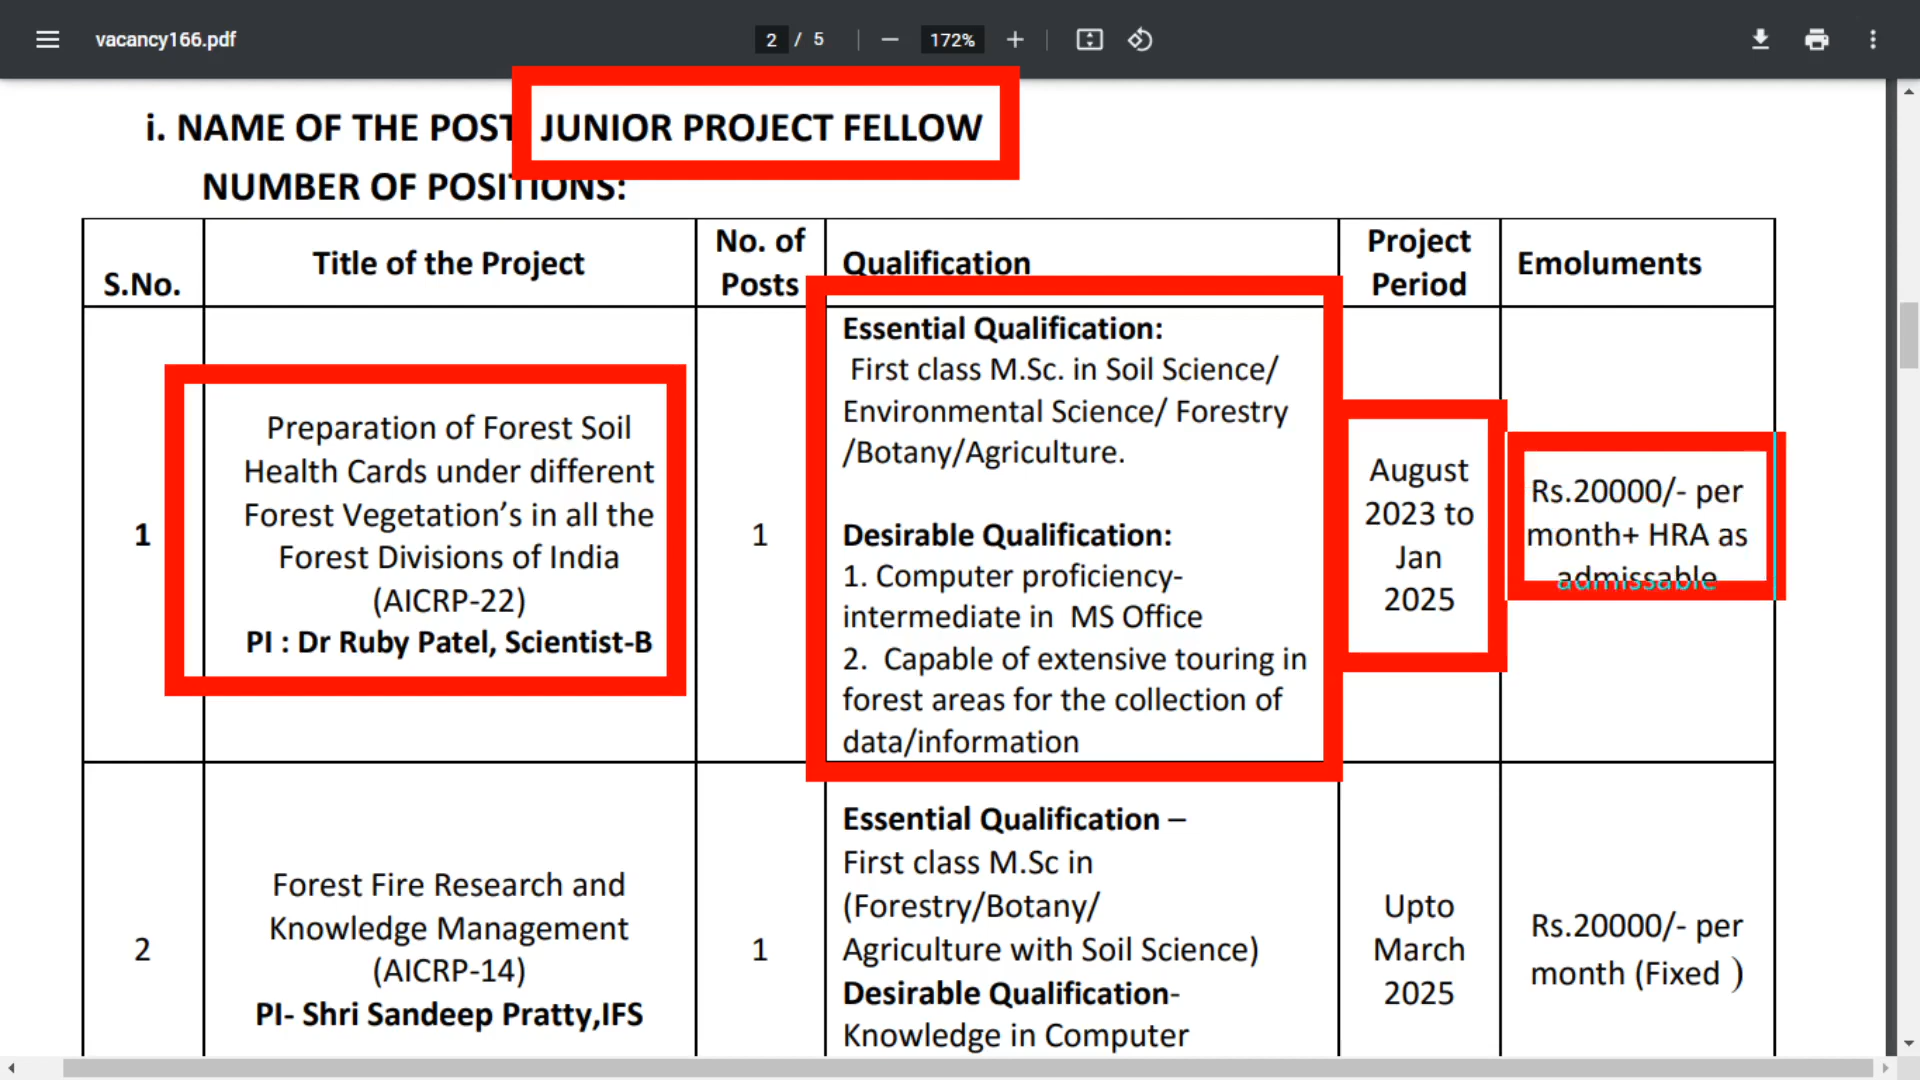 vacancy166.pdf
2 / 5
172%
i. NAME OF THE POST JUNIOR PROJECT FELLOW
NUMBER OF POSITIONS:
S.No.
Title of the Project
No. of
Posts
Qualification
Project
Period
Emoluments
1
Preparation of Forest Soil
Health Cards under different
Forest Vegetation’s in all the
Forest Divisions of India
(AICRP-22)
PI : Dr Ruby Patel, Scientist-B
1
Essential Qualification:
First class M.Sc. in Soil Science/
Environmental Science/ Forestry
/Botany/Agriculture.
Desirable Qualification:
1. Computer proficiency-
intermediate in MS Office
2. Capable of extensive touring in
forest areas for the collection of
data/information
August
2023 to
Jan
2025
Rs.20000/- per
month+ HRA as
admissable
2
Forest Fire Research and
Knowledge Management
(AICRP-14)
PI- Shri Sandeep Pratty,IFS
1
Essential Qualification –
First class M.Sc in
(Forestry/Botany/
Agriculture with Soil Science)
Desirable Qualification-
Knowledge in Computer
Upto
March
2025
Rs.20000/- per
month (Fixed )